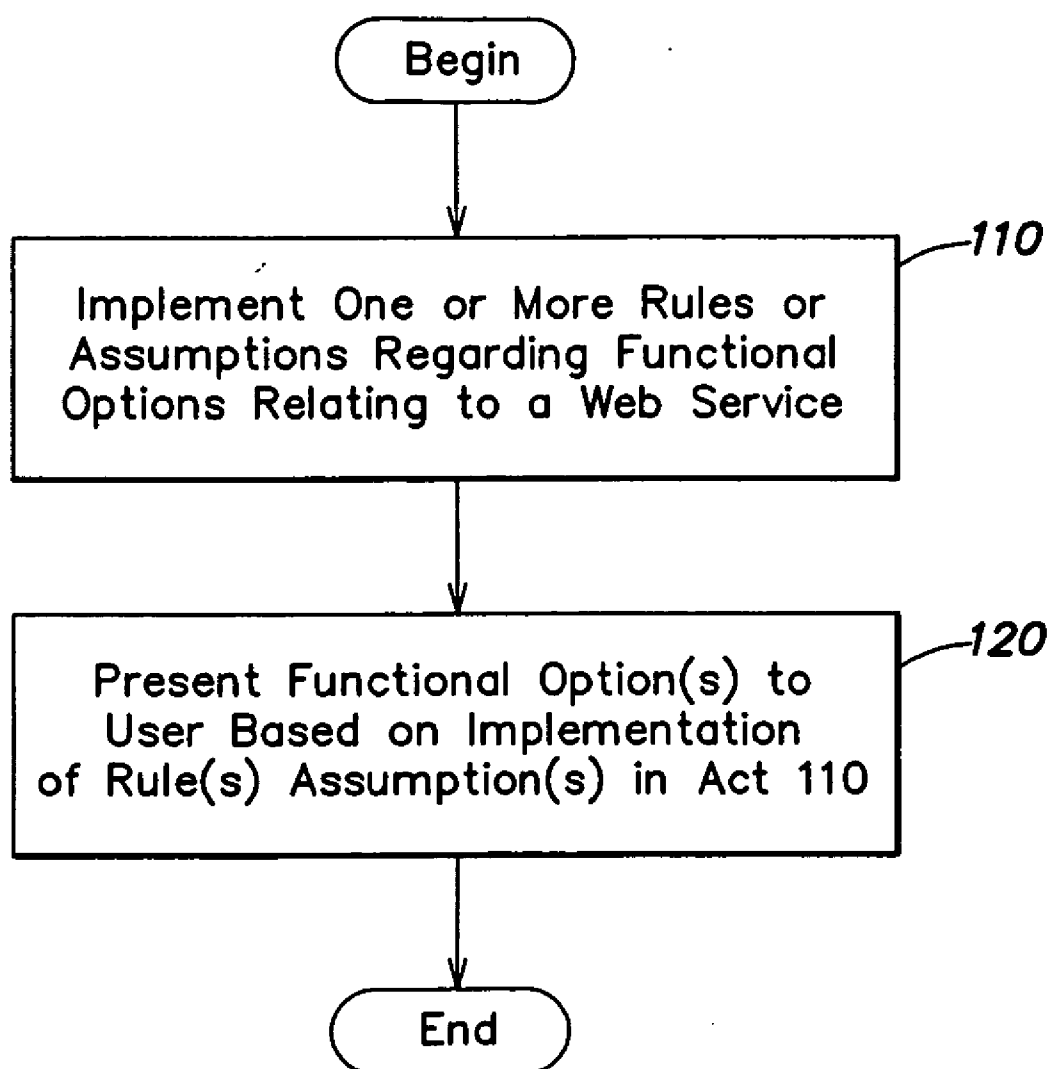 Begin
110
Implement One or More Rules or
Assumptions Regarding Functional
Options Relating to a Web Service
120
Present Functional Option(s) to
User Based on Implementation
of Rule(s) Assumption(s) in Act 110
End